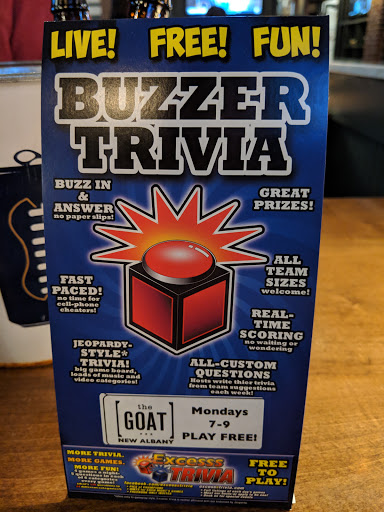 LIVE! FREE! FUN!
BUZZER
TRIVIA
BUZZ IN
&
ANSWER
no paper slips!
GREAT
PRIZES!
FAST
PACED!
no time for
cell-phone
cheaters!
ALL
TEAM
SIZES
welcome!
REAL-
TIME
SCORING
no waiting or
wondering
JEOPARDY-
STYLE*
TRIVIA!
big game board,
loads of music and
video categories!
ALL-CUSTOM
QUESTIONS
Hosts write thier trivia
from team suggestions
each week!
the
GOAT
NEW ALBANY
Mondays
7-9
PLAY FREE!
MORE TRIVIA.
MORE GAMES.
MORE FUN!
Excesss
TRIVIA
FREE
TO
PLAY!